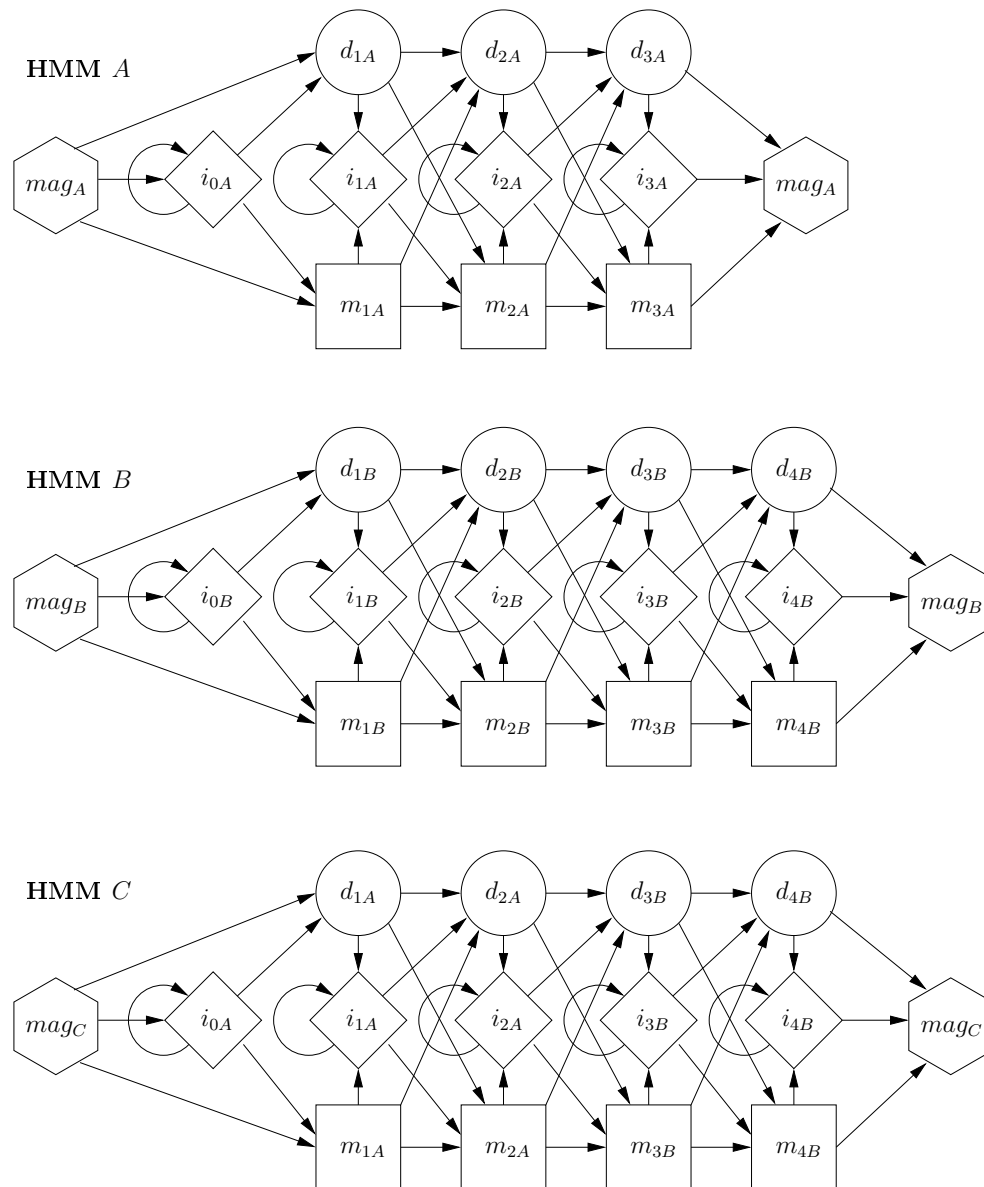 HMM A
d1A d2A d3A
magA i0A i1A i2A i3A magA
m1A m2A m3A
HMM B
d1B d2B d3B d4B
magB i0B i1B i2B i3B i4B magB
m1B m2B m3B m4B
HMM C
d1A d2A d3B d4B
magC i0A i1A i2A i3B i4B magC
m1A m2A m3B m4B